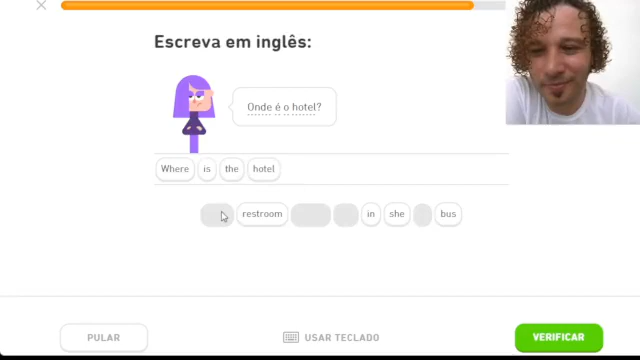 Escreva em inglês:
Onde é o hotel?
Where is the hotel
restroom in she bus
PULAR USAR TECLADO VERIFICAR